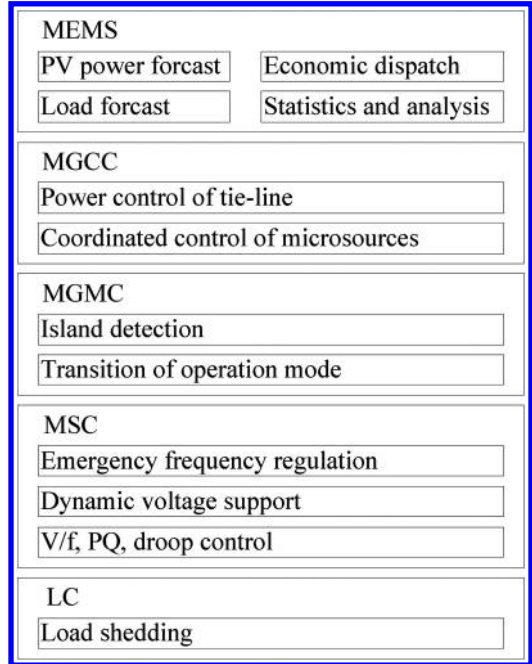 MEMS
PV power forcast
Economic dispatch
Load forcast
Statistics and analysis
MGCC
Power control of tie-line
Coordinated control of microsources
MGMC
Island detection
Transition of operation mode
MSC
Emergency frequency regulation
Dynamic voltage support
V/f, PQ, droop control
LC
Load shedding